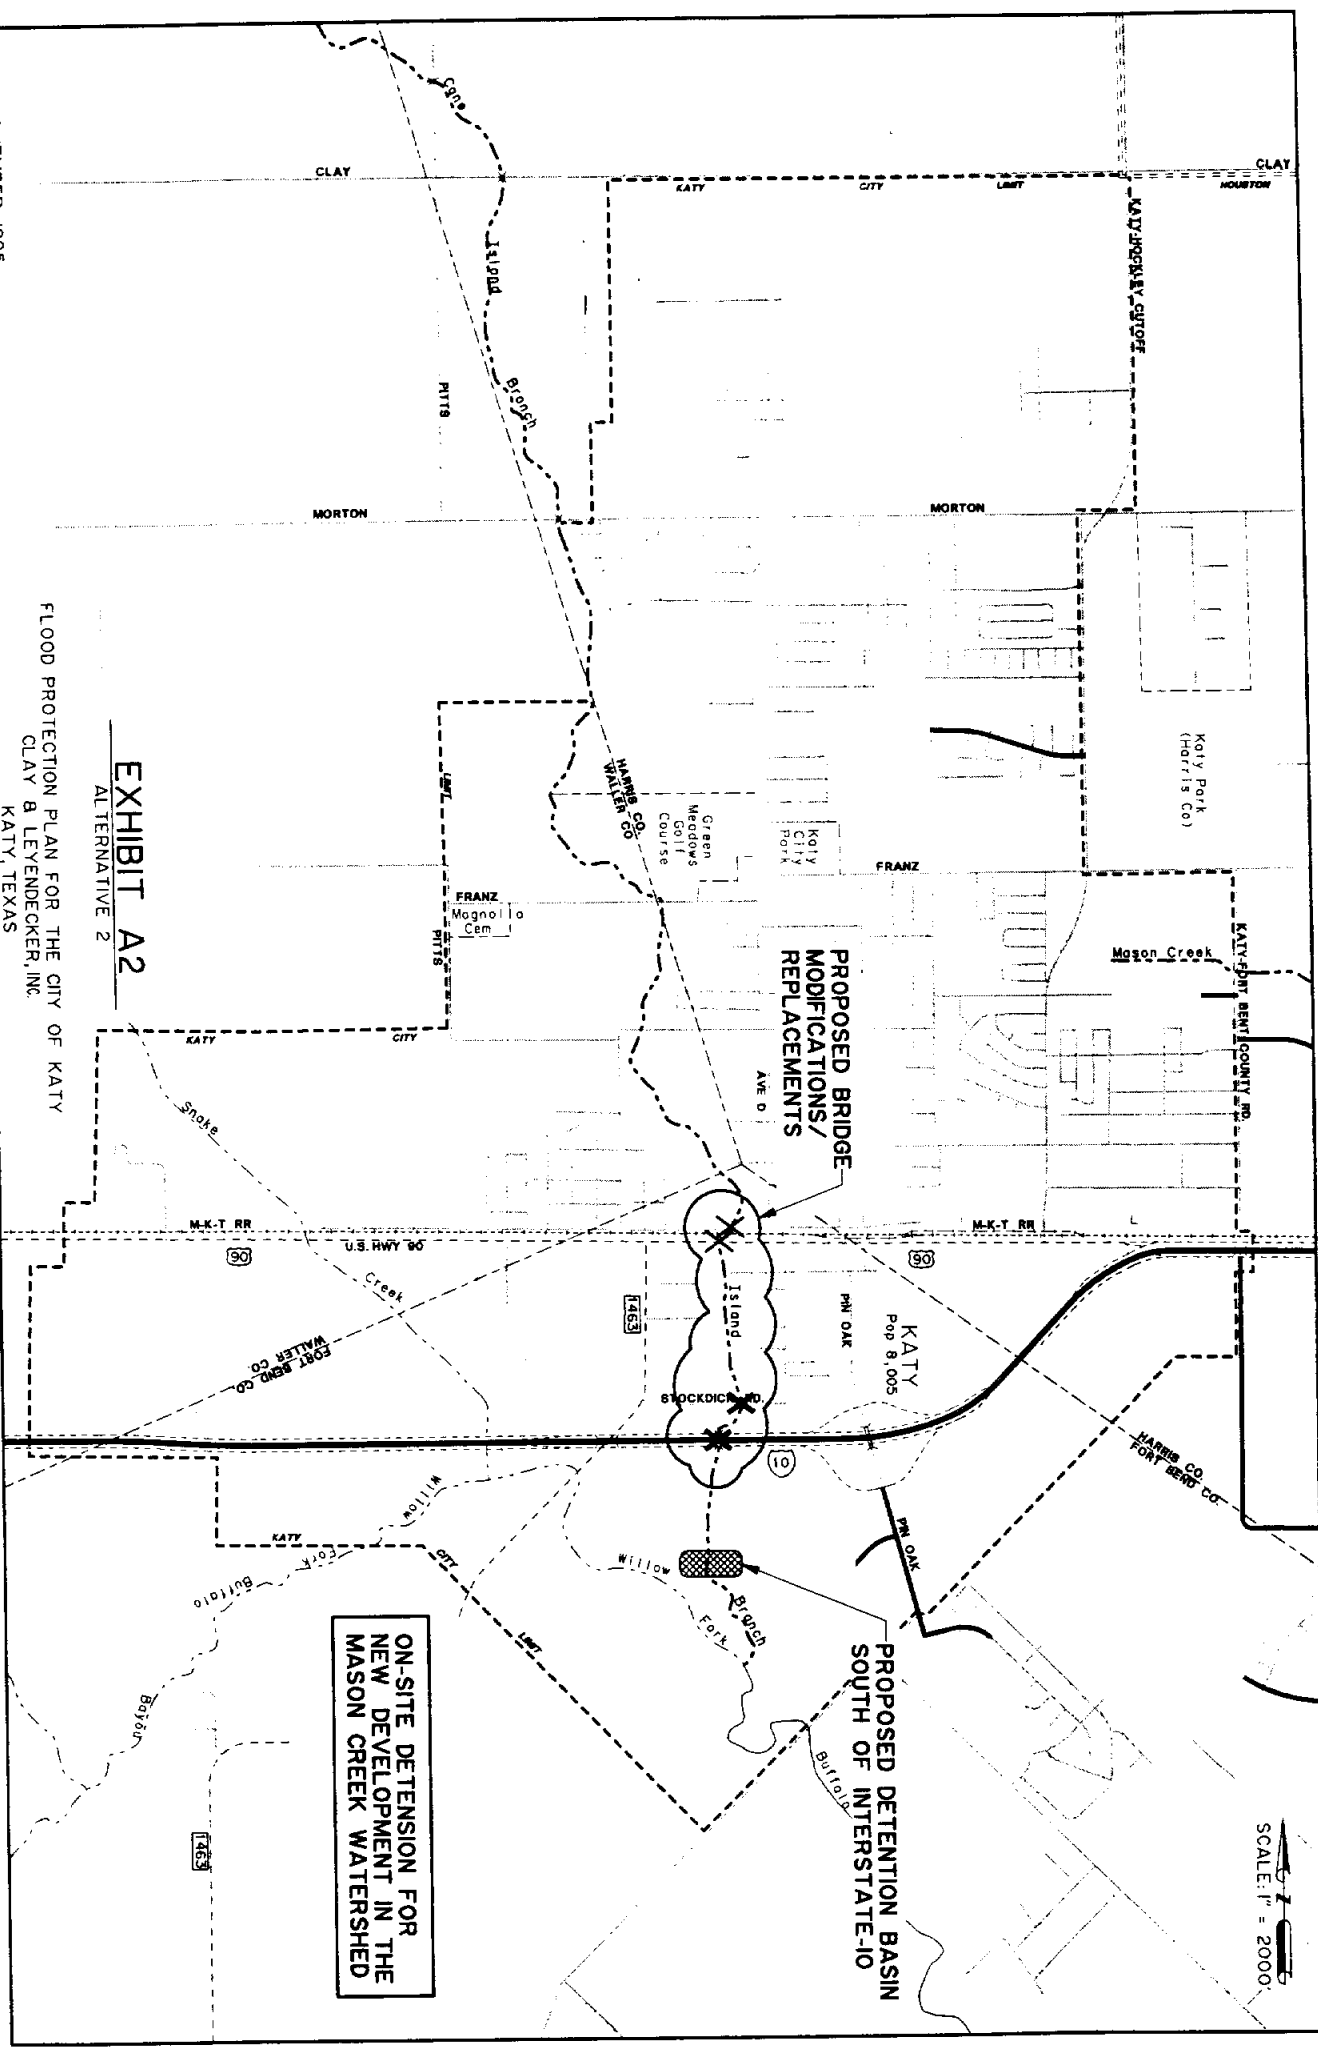 CLAY
HOUSTON
CLAY
KATY
CITY
LIMIT
Cane
Island
Branch
KATY-HOCKLEY CUTOFF
PITTS
MORTON
MORTON
Katy Park
(Harris Co)
HARRIS CO.
WALLER CO
Green
Meadows
Golf
Course
Katy
City
Park
FRANZ
LIMIT
FRANZ
Magnolia
Cem
PITTS
Mason Creek
KATY-FORT BENT COUNTY RD.
PROPOSED BRIDGE
MODIFICATIONS/
REPLACEMENTS
AVE D
KATY
CITY
Snake
Creek
M-K-T RR
U.S. HWY 90
90
M-K-T RR
90
1463
Island
PIN OAK
KATY
Pop 8,005
STOCKDICK RD.
10
FORT BEND CO.
WALLER CO.
HARRIS CO.
FORT BEND CO.
PIN OAK
KATY
CITY
LIMIT
Willow
Fork
Buffalo
Bayou
Willow
Fork
Branch
Buffalo
1463
PROPOSED DETENTION BASIN
SOUTH OF INTERSTATE-10
ON-SITE DETENSION FOR
NEW DEVELOPMENT IN THE
MASON CREEK WATERSHED
N
SCALE: 1" = 2000'
EXHIBIT A2
ALTERNATIVE 2
FLOOD PROTECTION PLAN FOR THE CITY OF KATY
CLAY & LEYENDECKER, INC.
KATY, TEXAS